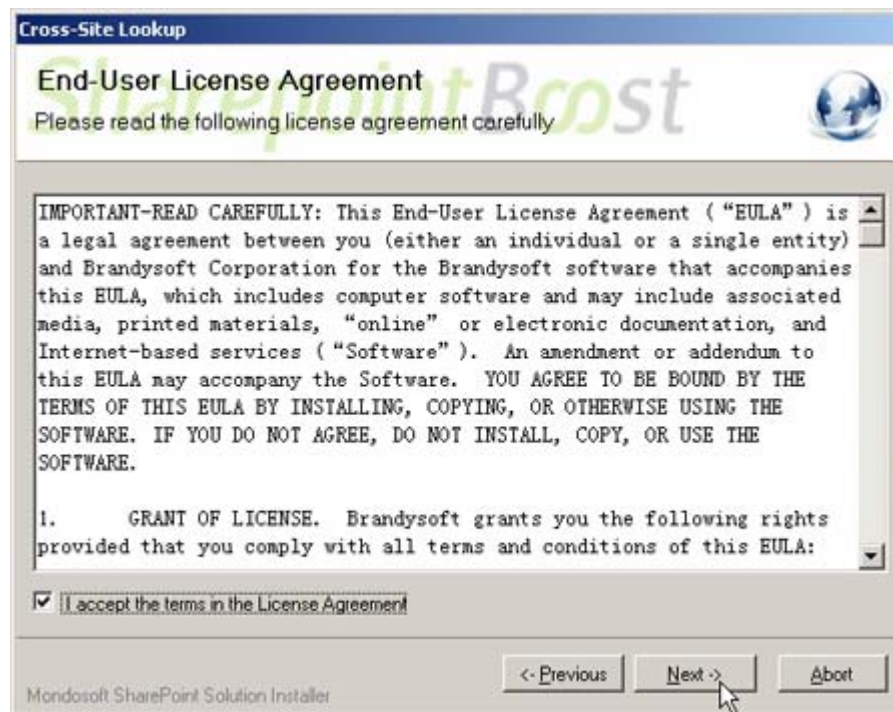 Cross-Site Lookup
SharepointBoost
End-User License Agreement
Please read the following license agreement carefully
IMPORTANT-READ CAREFULLY: This End-User License Agreement ( “EULA” ) is
a legal agreement between you (either an individual or a single entity)
and Brandysoft Corporation for the Brandysoft software that accompanies
this EULA, which includes computer software and may include associated
media, printed materials, “online” or electronic documentation, and
Internet-based services ( “Software” ). An amendment or addendum to
this EULA may accompany the Software. YOU AGREE TO BE BOUND BY THE
TERMS OF THIS EULA BY INSTALLING, COPYING, OR OTHERWISE USING THE
SOFTWARE. IF YOU DO NOT AGREE, DO NOT INSTALL, COPY, OR USE THE
SOFTWARE.
1. GRANT OF LICENSE. Brandysoft grants you the following rights
provided that you comply with all terms and conditions of this EULA:
I accept the terms in the License Agreement
<- Previous Next -> Abort
Mondosoft SharePoint Solution Installer